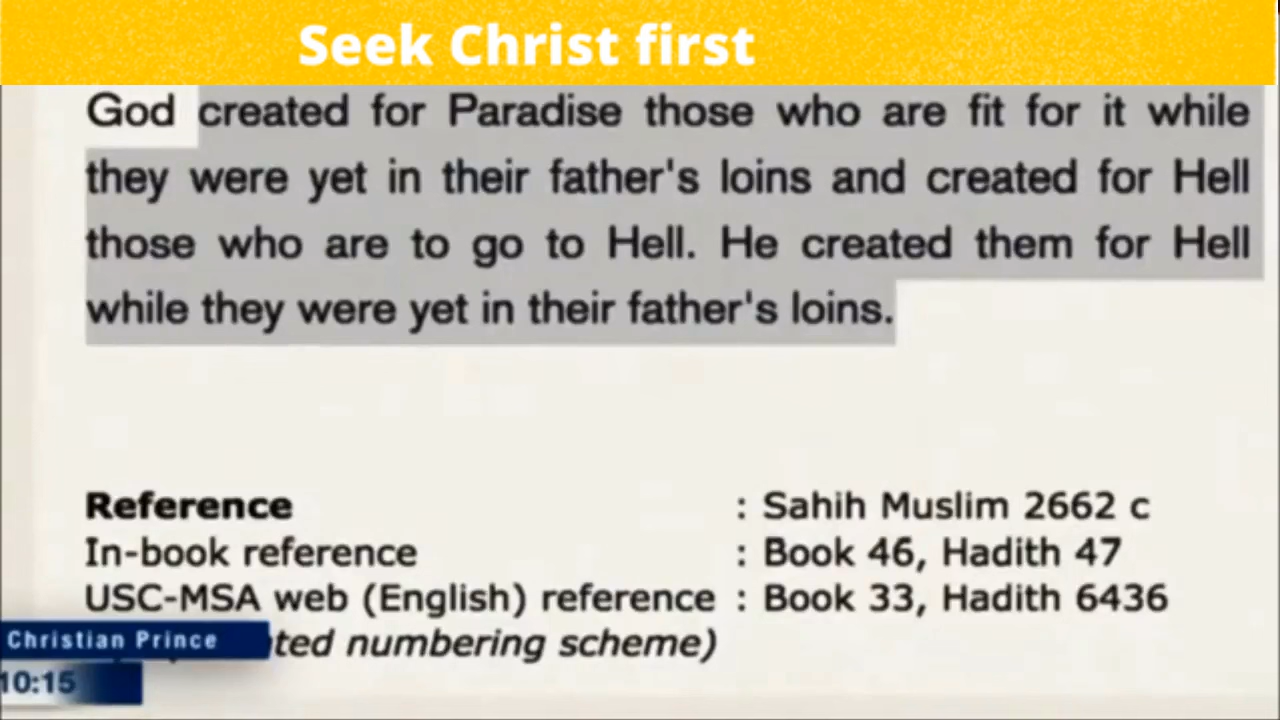 Seek Christ first
God created for Paradise those who are fit for it while
they were yet in their father's loins and created for Hell
those who are to go to Hell. He created them for Hell
while they were yet in their father's loins.
Reference : Sahih Muslim 2662 c
In-book reference : Book 46, Hadith 47
USC-MSA web (English) reference : Book 33, Hadith 6436
numbering scheme)
Christian Prince
10:15